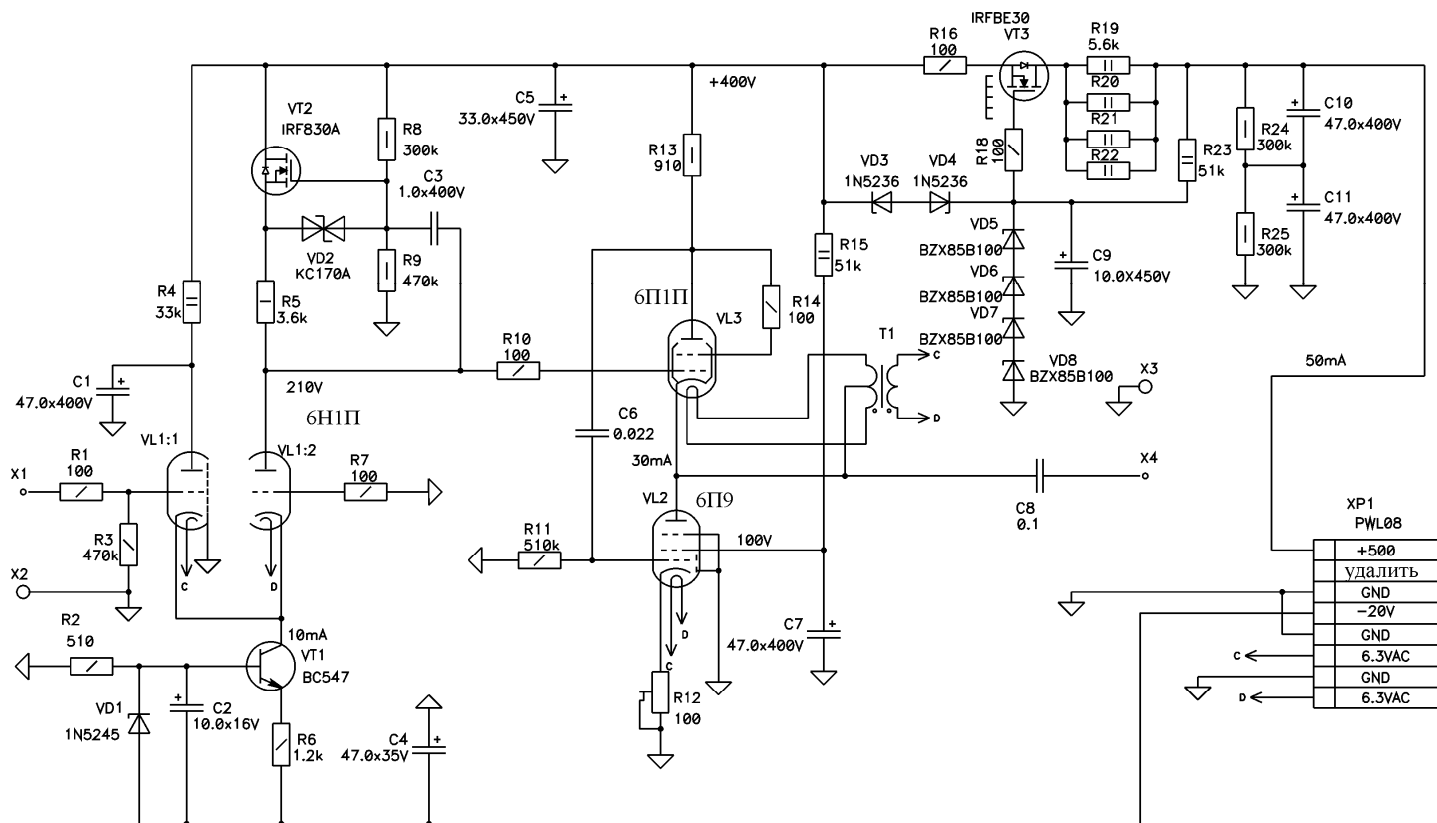 IRFBE30
VT3
R16
100
R19
5.6k
R20
R21
R22
+400V
VT2
IRF830A
C5
33.0x450V
R8
300k
R13
910
R18
100
R23
51k
R24
300k
C10
47.0x400V
C3
1.0x400V
VD3
1N5236
VD4
1N5236
C11
47.0x400V
R25
300k
VD2
КС170А
R9
470k
R15
51k
VD5
BZX85B100
C9
10.0X450V
R4
33k
R5
3.6k
6П1П
VL3
R14
100
VD6
BZX85B100
VD7
BZX85B100
R10
100
T1
C
D
VD8
BZX85B100
X3
50mA
C1
47.0x400V
210V
6Н1П
C6
0.022
VL1:1
VL1:2
30mA
X1
R1
100
R7
100
X4
VL2
6П9
C8
0.1
R3
470k
R11
510k
100V
XP1
PWL08
+500
удалить
GND
-20V
GND
C
6.3VAC
GND
D
6.3VAC
X2
C
D
R2
510
10mA
VT1
BC547
D
C
C7
47.0x400V
R12
100
VD1
1N5245
C2
10.0x16V
R6
1.2k
C4
47.0x35V